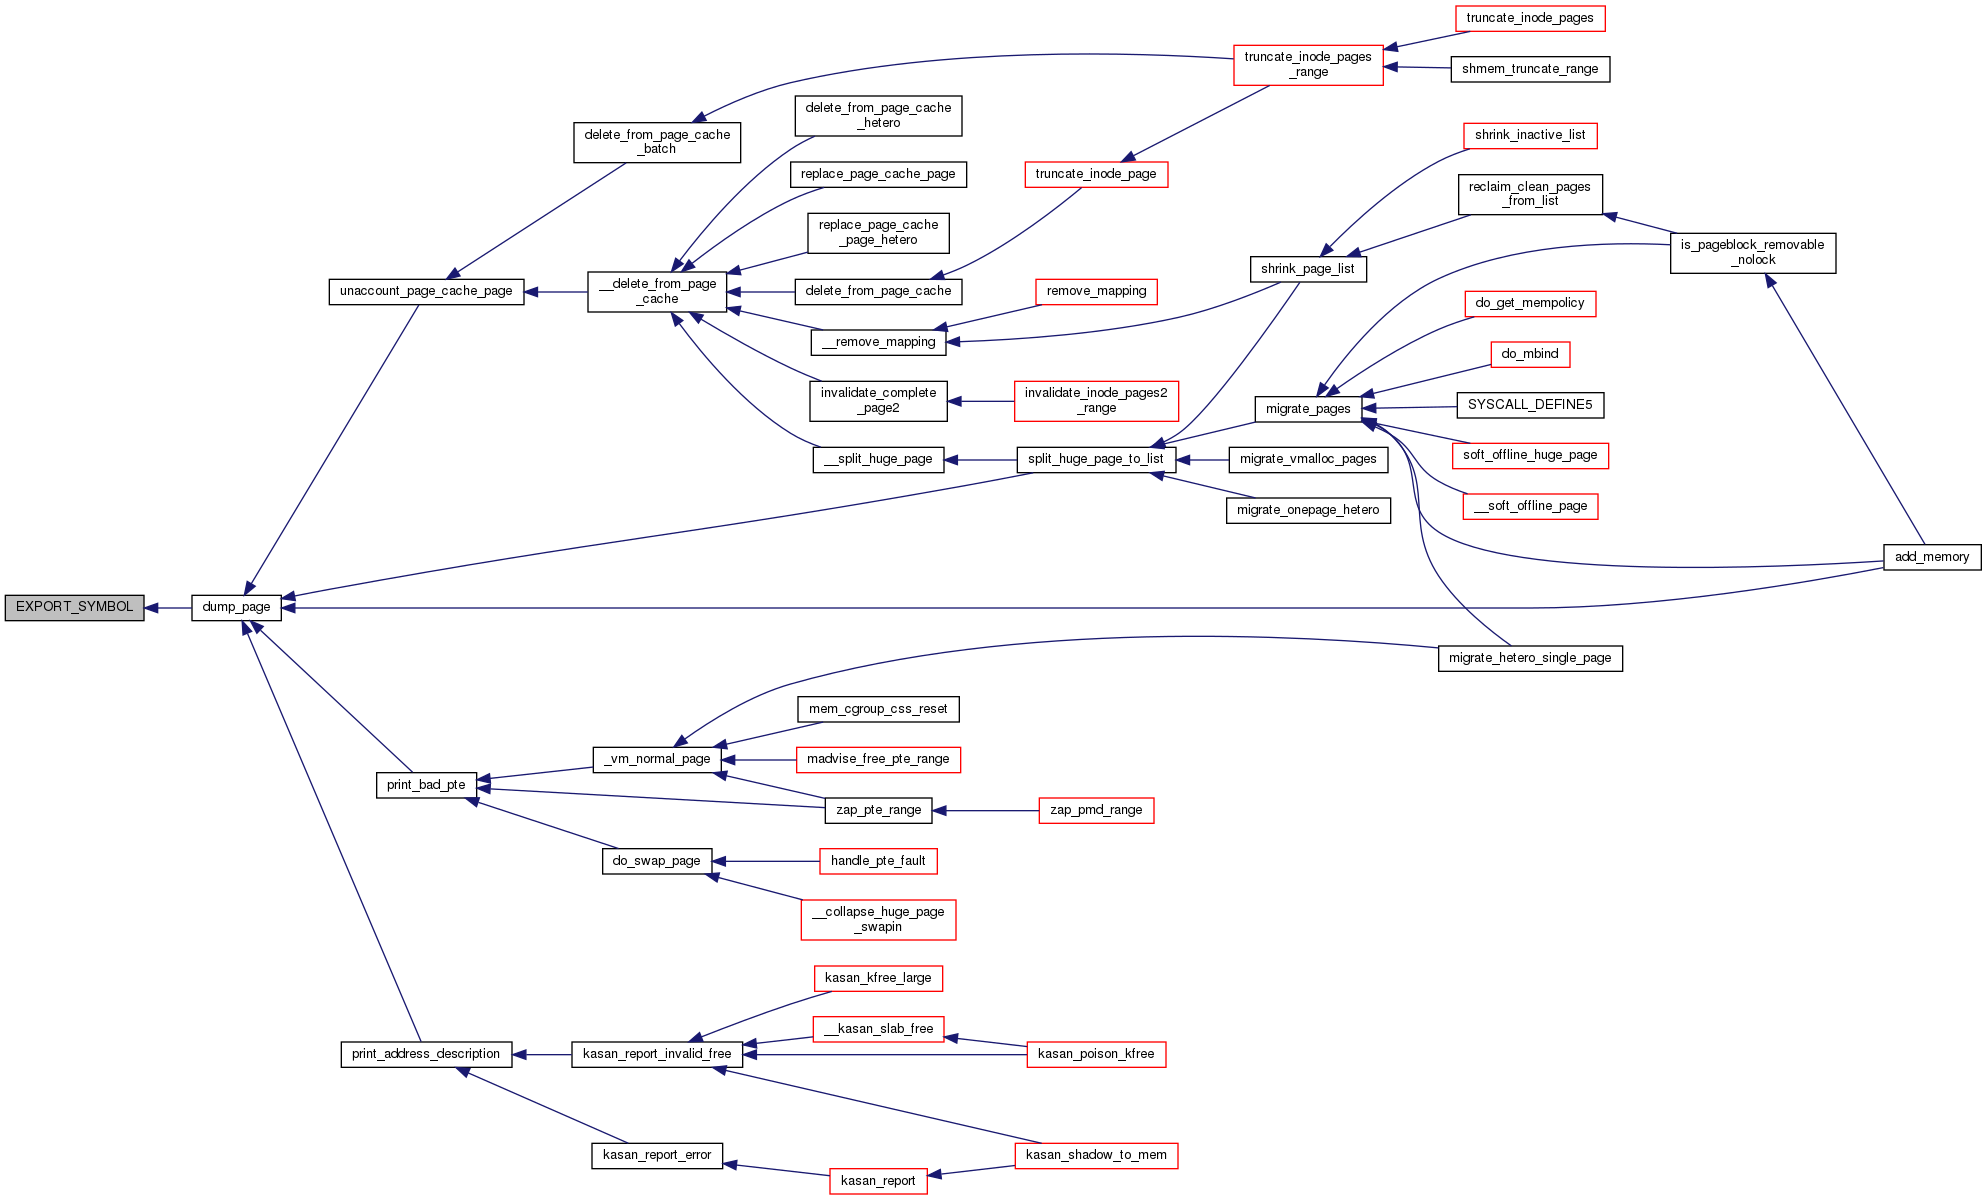 truncate_inode_pages
truncate_inode_pages
_range
shmem_truncate_range
delete_from_page_cache
_hetero
delete_from_page_cache
_batch
shrink_inactive_list
replace_page_cache_page
truncate_inode_page
reclaim_clean_pages
_from_list
replace_page_cache
_page_hetero
is_pageblock_removable
_nolock
shrink_page_list
unaccount_page_cache_page
__delete_from_page
_cache
delete_from_page_cache
remove_mapping
do_get_mempolicy
__remove_mapping
do_mbind
invalidate_complete
_page2
invalidate_inode_pages2
_range
migrate_pages
SYSCALL_DEFINE5
__split_huge_page
split_huge_page_to_list
migrate_vmalloc_pages
soft_offline_huge_page
migrate_onepage_hetero
__soft_offline_page
add_memory
EXPORT_SYMBOL
dump_page
migrate_hetero_single_page
mem_cgroup_css_reset
_vm_normal_page
madvise_free_pte_range
print_bad_pte
zap_pte_range
zap_pmd_range
do_swap_page
handle_pte_fault
__collapse_huge_page
_swapin
kasan_kfree_large
__kasan_slab_free
print_address_description
kasan_report_invalid_free
kasan_poison_kfree
kasan_report_error
kasan_shadow_to_mem
kasan_report